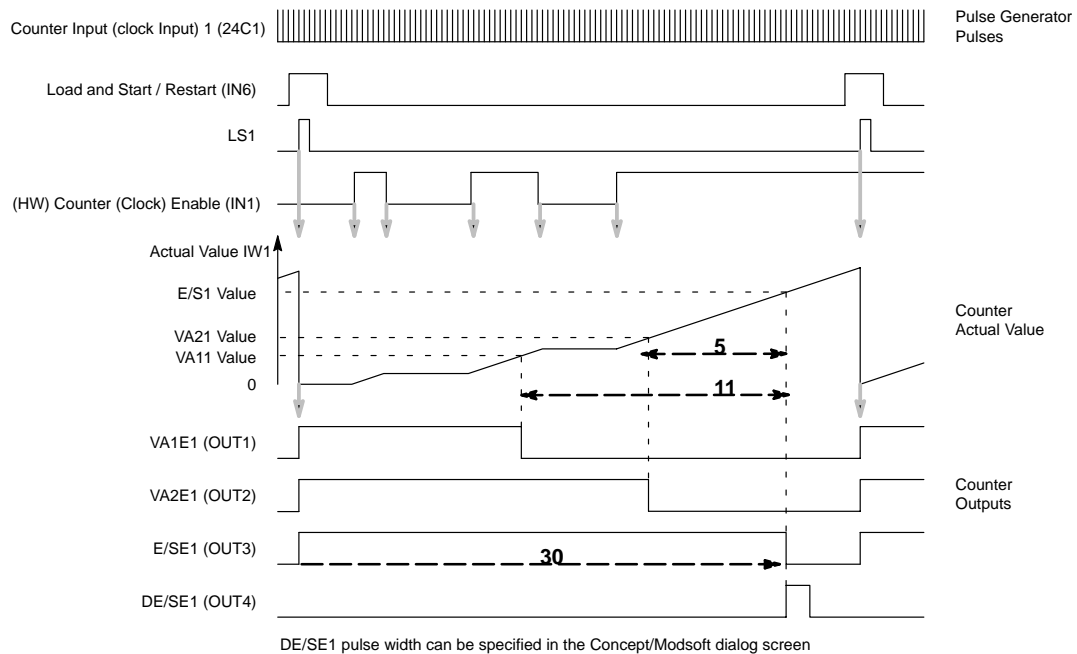 Counter Input (clock Input) 1 (24C1)
Pulse Generator
Pulses
Load and Start / Restart (IN6)
LS1
(HW) Counter (Clock) Enable (IN1)
Actual Value IW1
E/S1 Value
VA21 Value
VA11 Value
0
5
11
Counter
Actual Value
VA1E1 (OUT1)
VA2E1 (OUT2)
Counter
Outputs
E/SE1 (OUT3)
30
DE/SE1 (OUT4)
DE/SE1 pulse width can be specified in the Concept/Modsoft dialog screen